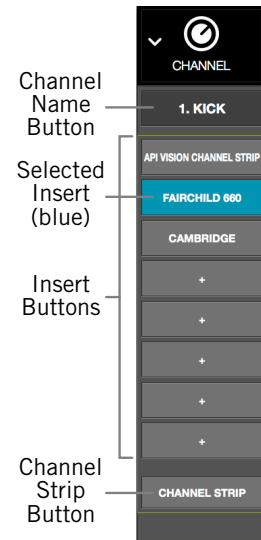 CHANNEL
Channel
Name
Button
1. KICK
API VISION CHANNEL STRIP
Selected
Insert
(blue)
FAIRCHILD 660
CAMBRIDGE
Insert
Buttons
+
+
+
+
+
Channel
Strip
Button
CHANNEL STRIP